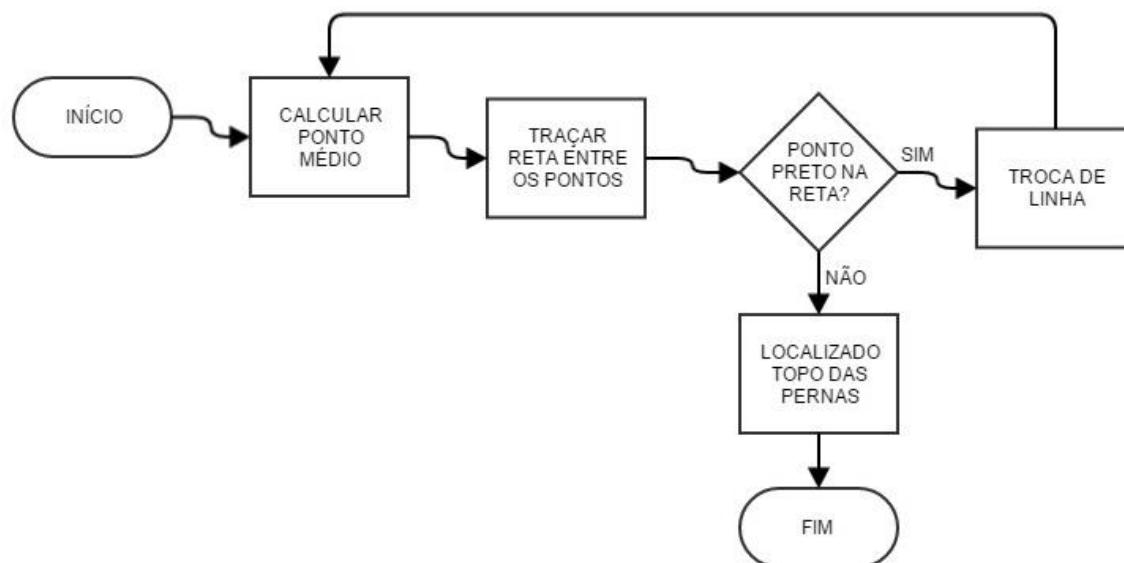 INÍCIO
CALCULAR
PONTO
MÉDIO
TRAÇAR
RETA ENTRE
OS PONTOS
PONTO
PRETO NA
RETA?
SIM
TROCA DE
LINHA
NÃO
LOCALIZADO
TOPO DAS
PERNAS
FIM